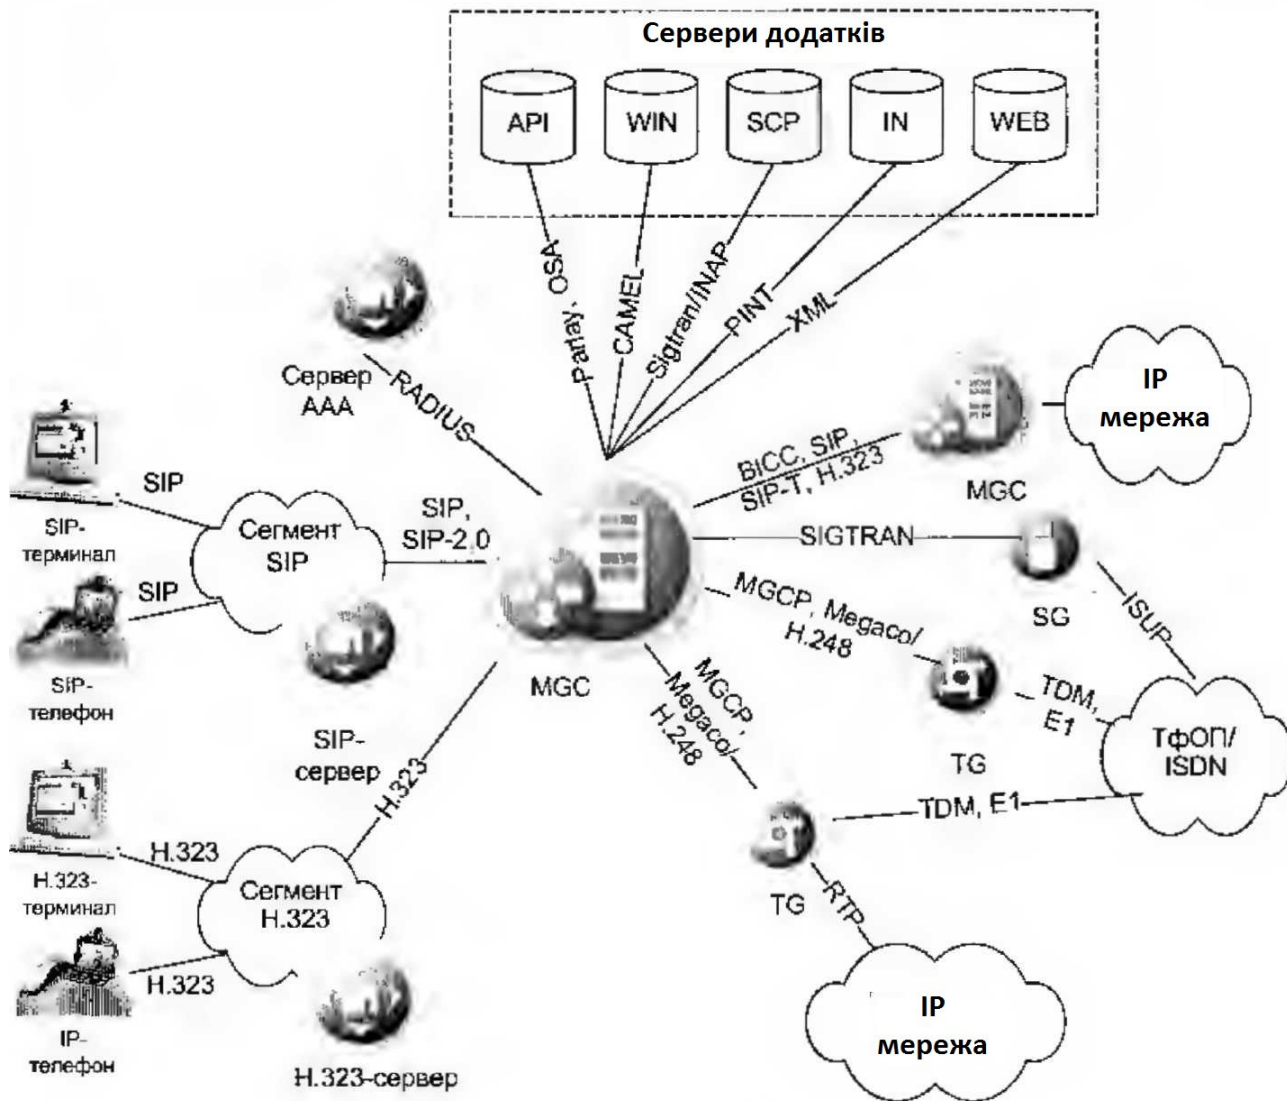 Сервери додатків
API
WIN
SCP
IN
WEB
Parlay, OSA
CAMEL
Sigtran/INAP
PINT
XML
Сервер
AAA
RADIUS
IP
мережа
BICC, SIP,
SIP-T, H.323
MGC
SIP
SIP-
терминал
Сегмент
SIP
SIP,
SIP-2,0
SIGTRAN
SG
ISUP
MGCP, Megaco/
H.248
SIP
SIP-
телефон
MGC
MGCP,
Megaco/
H.248
TG
TDM,
E1
ТфОП/
ISDN
SIP-
сервер
H.323
TDM, E1
TG
RTP
H.323
H.323-
терминал
Сегмент
H.323
H.323
IP-
телефон
H.323-сервер
IP
мережа